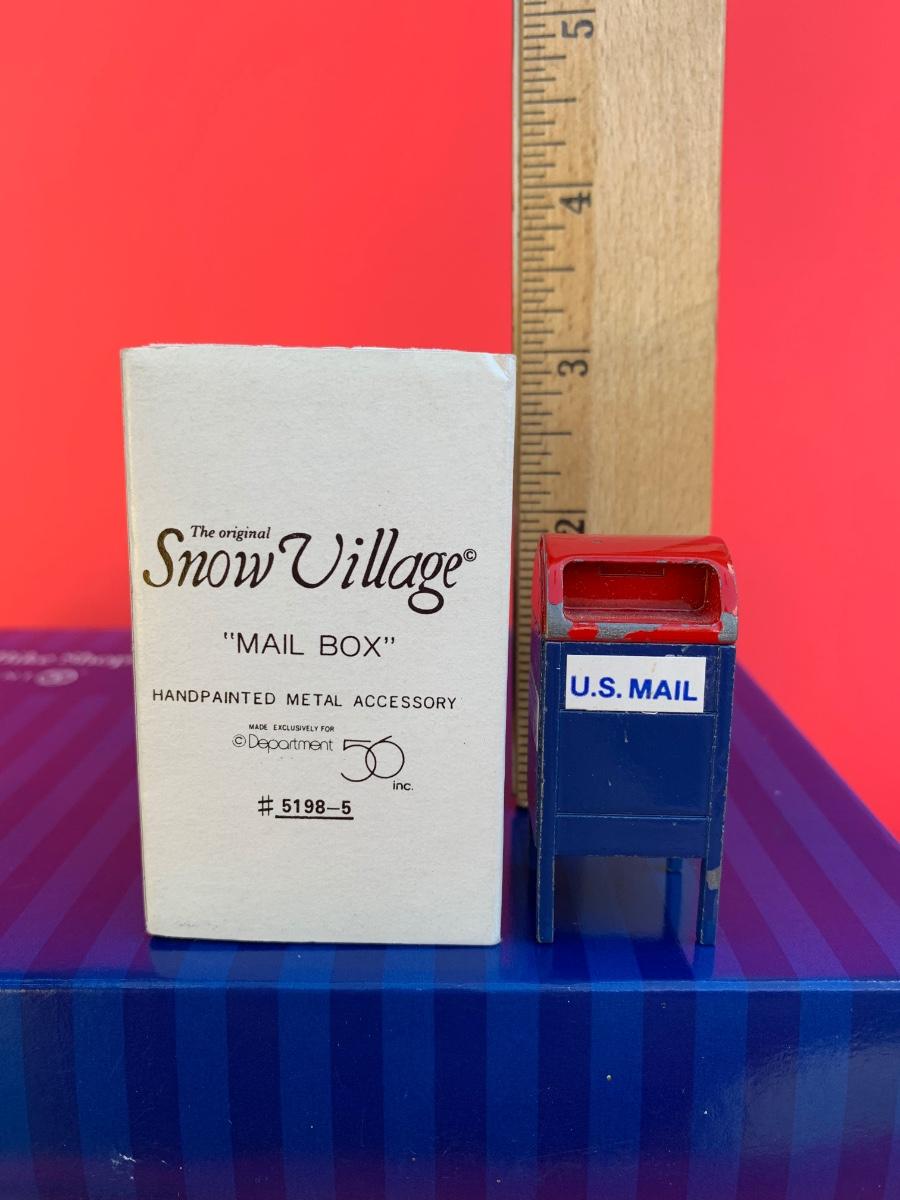 5
4
3
2
The original
Snow Village©
"MAIL BOX"
HANDPAINTED METAL ACCESSORY
MADE EXCLUSIVELY FOR
© Department 56
inc.
# 5198-5
U.S. MAIL